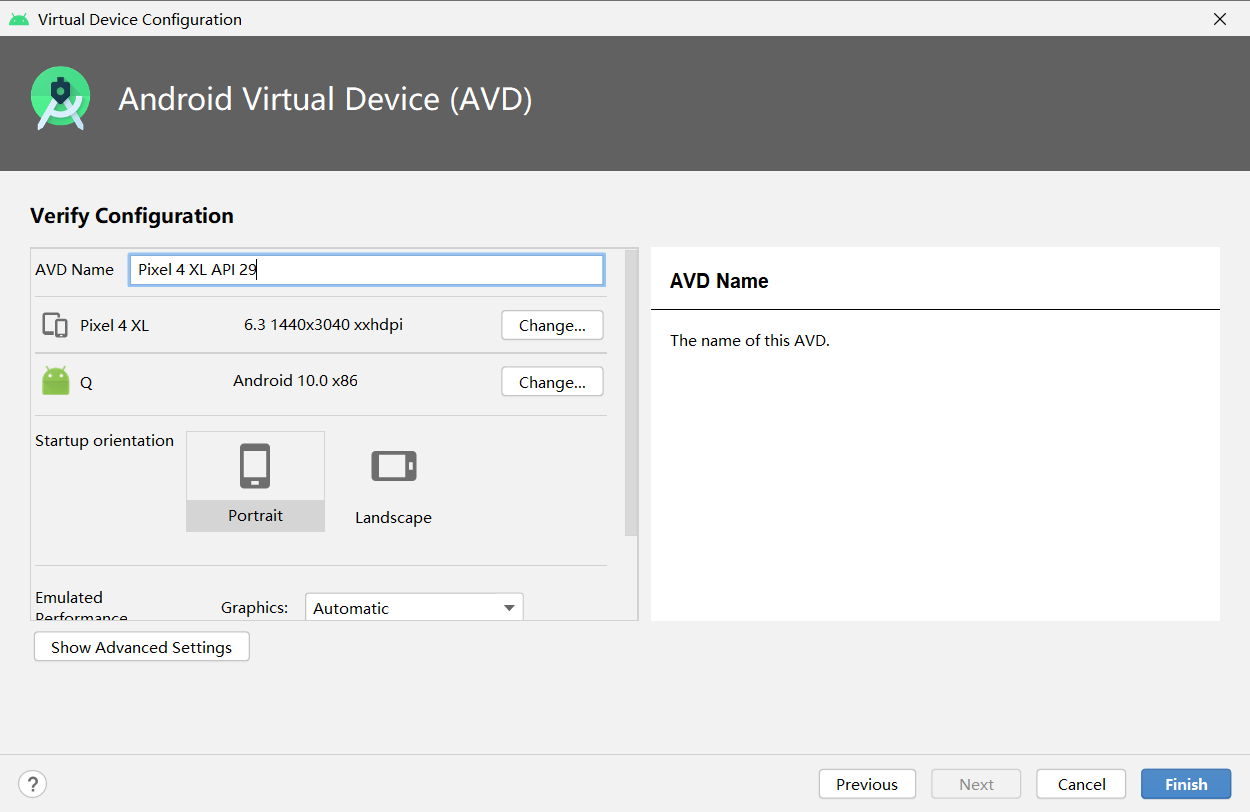 Virtual Device Configuration
Android Virtual Device (AVD)
Verify Configuration
AVD Name Pixel 4 XL API 29
Pixel 4 XL 6.3 1440x3040 xxhdpi Change...
Q Android 10.0 x86 Change...
Startup orientation
Portrait
Landscape
Emulated
Performance
Graphics: Automatic
Show Advanced Settings
AVD Name
The name of this AVD.
? Previous Next Cancel Finish